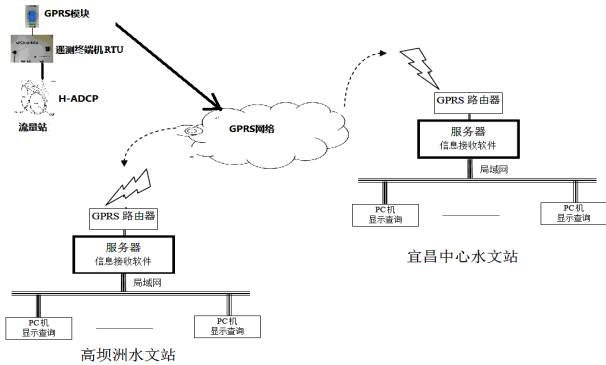 GPRS模块
遥测终端机RTU
H-ADCP
流量站
GPRS网络
GPRS 路由器
服务器
信息接收软件
局域网
PC机
显示查询
PC机
显示查询
宜昌中心水文站
GPRS 路由器
服务器
信息接收软件
局域网
PC机
显示查询
PC机
显示查询
高坝洲水文站